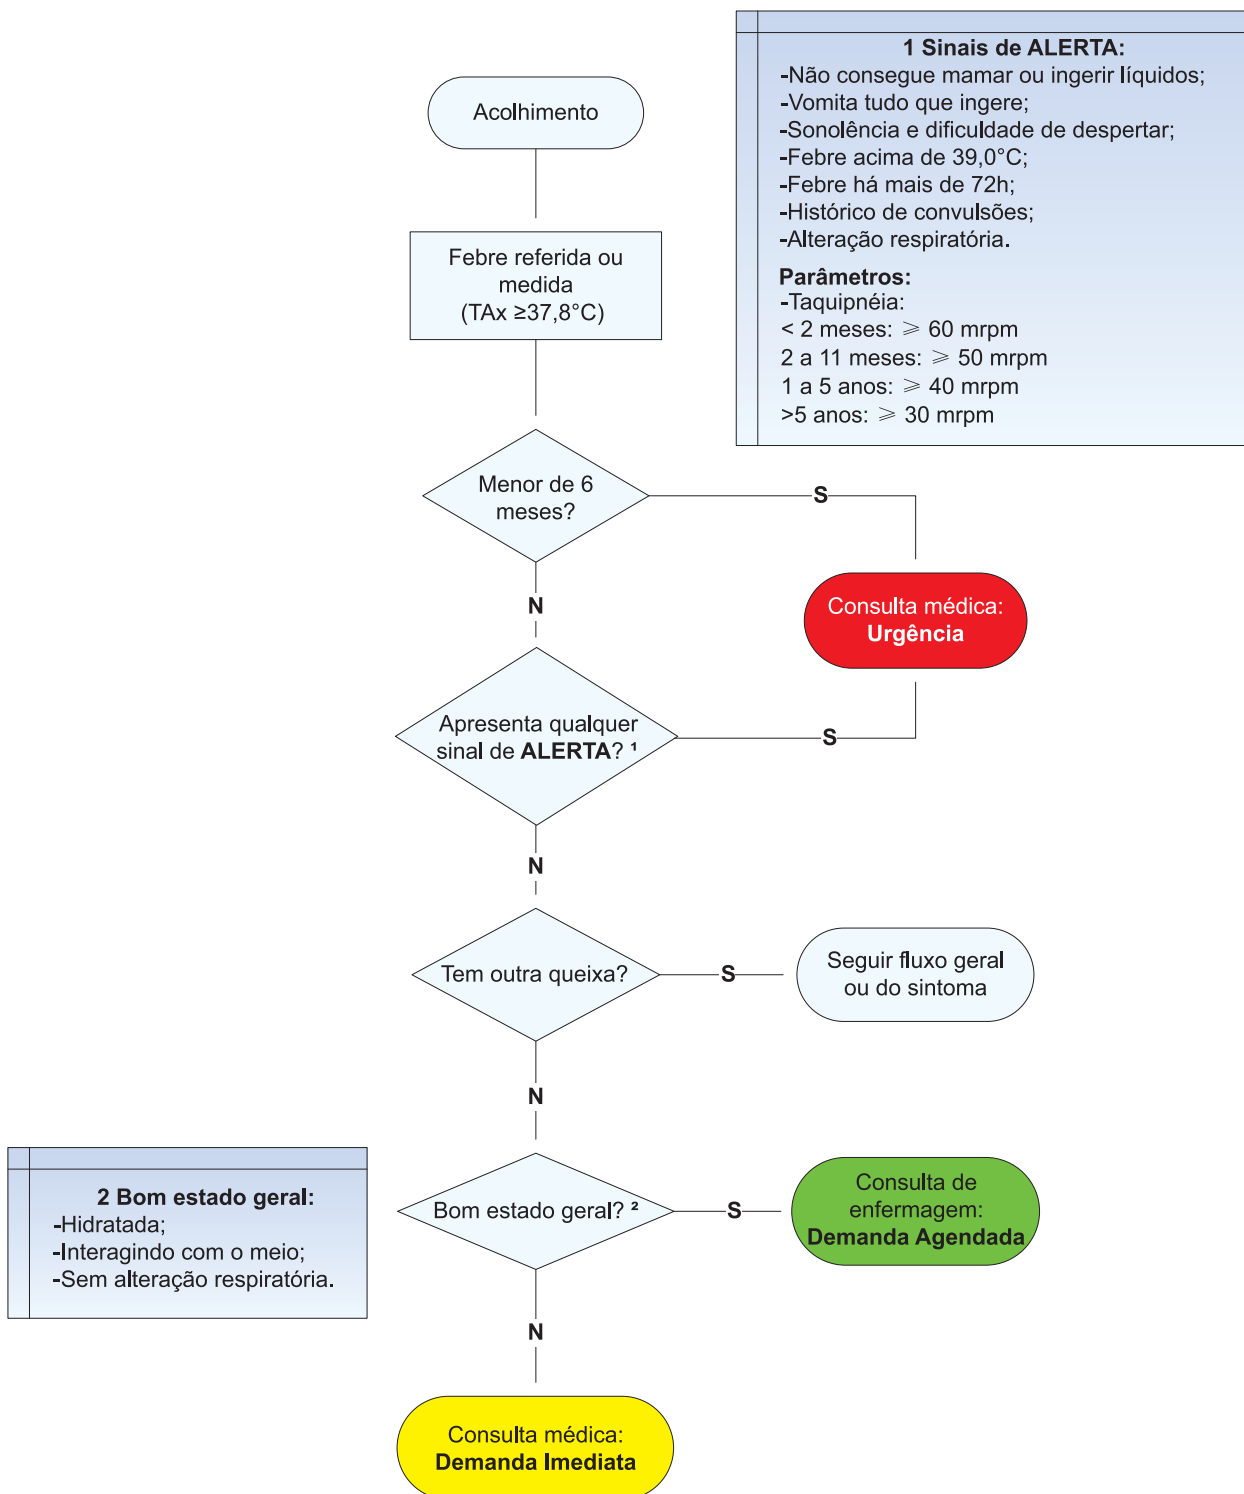 Acolhimento
Febre referida ou
medida
(TAx ≥37,8°C)
1 Sinais de ALERTA:
-Não consegue mamar ou ingerir líquidos;
-Vomita tudo que ingere;
-Sonolência e dificuldade de despertar;
-Febre acima de 39,0°C;
-Febre há mais de 72h;
-Histórico de convulsões;
-Alteração respiratória.
Parâmetros:
-Taquipnéia:
< 2 meses: ⩾ 60 mrpm
2 a 11 meses: ⩾ 50 mrpm
1 a 5 anos: ⩾ 40 mrpm
>5 anos: ⩾ 30 mrpm
Menor de 6
meses?
S
N
Consulta médica:
Urgência
Apresenta qualquer
sinal de ALERTA? ¹
S
N
Tem outra queixa?
S
Seguir fluxo geral
ou do sintoma
N
2 Bom estado geral:
-Hidratada;
-Interagindo com o meio;
-Sem alteração respiratória.
Bom estado geral? ²
S
Consulta de
enfermagem:
Demanda Agendada
N
Consulta médica:
Demanda Imediata